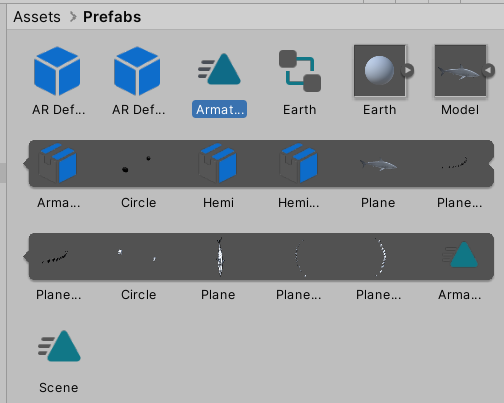 Assets > Prefabs
AR Def... AR Def... Armat... Earth Earth Model
Arma... Circle Hemi Hemi... Plane Plane...
Plane... Circle Plane Plane... Plane... Arma...
Scene